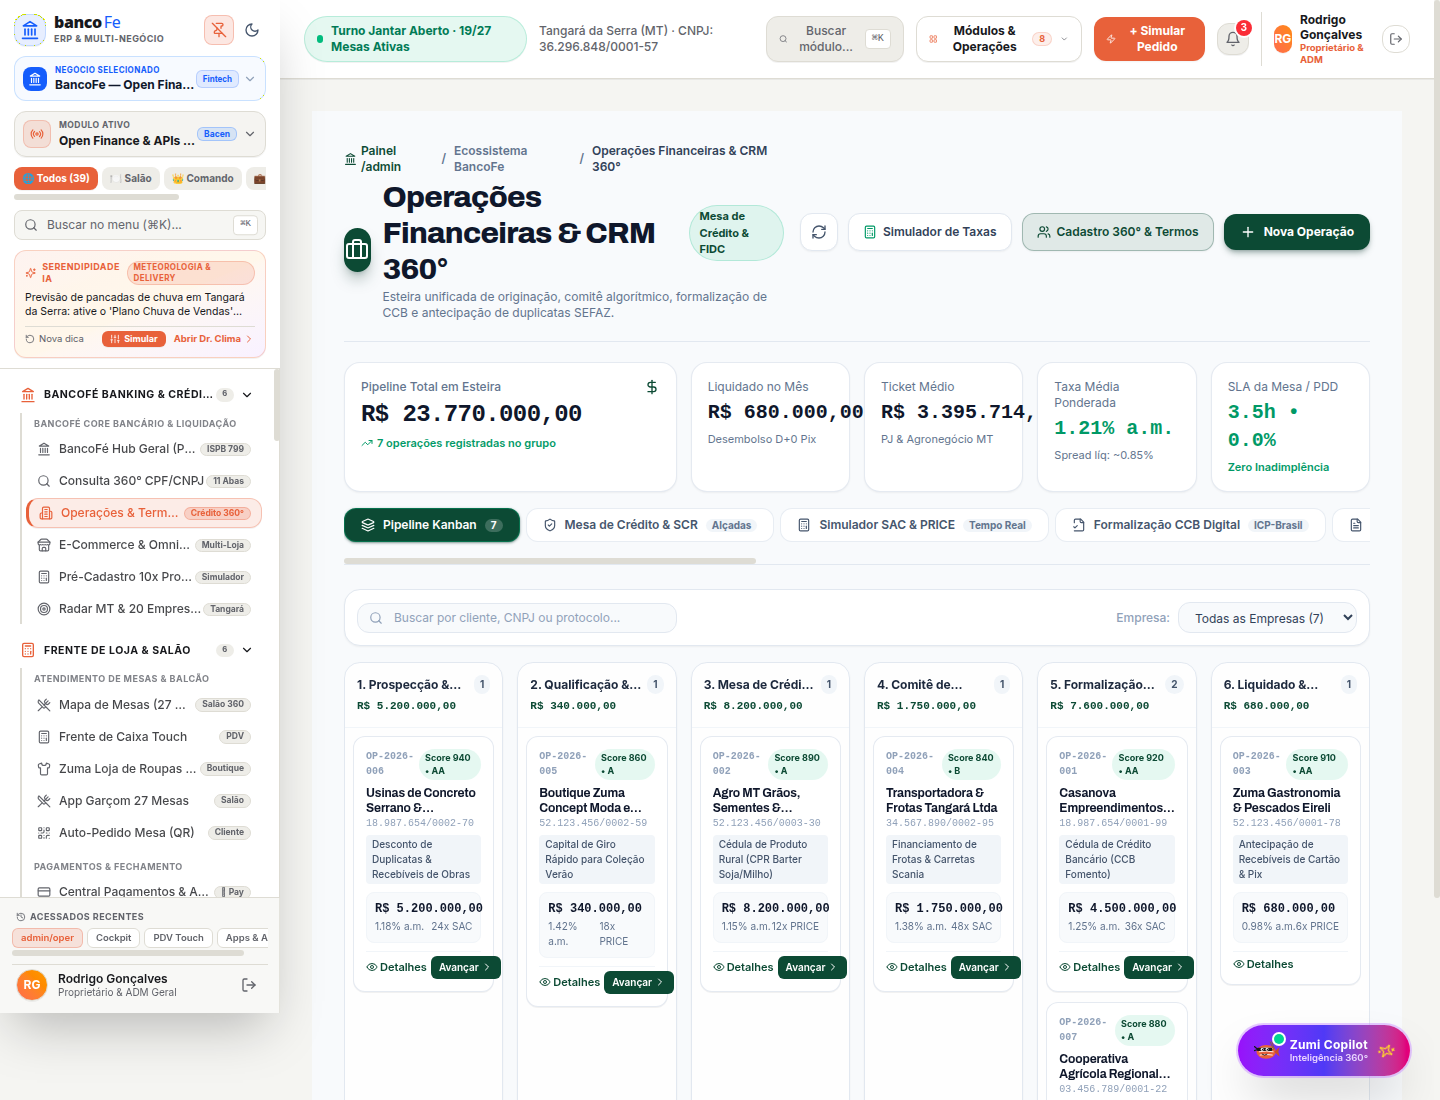 banco Fe
ERP & MULTI-NEGÓCIO
NEGÓCIO SELECIONADO
BancoFe — Open Fina...
Fintech
MÓDULO ATIVO
Open Finance & APIs ...
Bacen
Todos (39)
Salão
Comando
Buscar no menu (⌘K)...
⌘K
SERENDIPIDADE IA
METEOROLOGIA & DELIVERY
Previsão de pancadas de chuva em Tangará
da Serra: ative o 'Plano Chuva de Vendas'...
Nova dica
Simular
Abrir Dr. Clima
BANCOFÉ BANKING & CRÉDI...
6
BANCOFÉ CORE BANCÁRIO & LIQUIDAÇÃO
BancoFé Hub Geral (P...
ISPB 799
Consulta 360° CPF/CNPJ
11 Abas
Operações & Term...
Crédito 360°
E-Commerce & Omni...
Multi-Loja
Pré-Cadastro 10x Pro...
Simulador
Radar MT & 20 Empres...
Tangará
FRENTE DE LOJA & SALÃO
6
ATENDIMENTO DE MESAS & BALCÃO
Mapa de Mesas (27 ...
Salão 360
Frente de Caixa Touch
PDV
Zuma Loja de Roupas ...
Boutique
App Garçom 27 Mesas
Salão
Auto-Pedido Mesa (QR)
Cliente
PAGAMENTOS & FECHAMENTO
Central Pagamentos & A...
Pay
ACESSADOS RECENTES
admin/oper
Cockpit
PDV Touch
Apps & A
RG
Rodrigo Gonçalves
Proprietário & ADM Geral
Turno Jantar Aberto · 19/27
Mesas Ativas
Tangará da Serra (MT) · CNPJ:
36.296.848/0001-57
Buscar
módulo...
⌘K
Módulos &
Operações
8
+ Simular
Pedido
3
RG
Rodrigo
Gonçalves
Proprietário &
ADM
Painel
/admin
/
Ecossistema
BancoFe
/
Operações Financeiras & CRM
360°
Operações
Financeiras & CRM
360°
Mesa de
Crédito &
FIDC
Simulador de Taxas
Cadastro 360° & Termos
Nova Operação
Esteira unificada de originação, comitê algorítmico, formalização de
CCB e antecipação de duplicatas SEFAZ.
Pipeline Total em Esteira
R$ 23.770.000,00
7 operações registradas no grupo
Liquidado no Mês
R$ 680.000,00
Desembolso D+0 Pix
Ticket Médio
R$ 3.395.714,
PJ & Agronegócio MT
Taxa Média
Ponderada
1.21% a.m.
Spread líq: ~0.85%
SLA da Mesa / PDD
3.5h •
0.0%
Zero Inadimplência
Pipeline Kanban
7
Mesa de Crédito & SCR
Alçadas
Simulador SAC & PRICE
Tempo Real
Formalização CCB Digital
ICP-Brasil
Buscar por cliente, CNPJ ou protocolo...
Empresa:
Todas as Empresas (7)
1. Prospecção &...
1
R$ 5.200.000,00
OP-2026-
006
Score 940
• AA
Usinas de Concreto
Serrano &...
18.987.654/0002-70
Desconto de
Duplicatas &
Recebíveis de Obras
R$ 5.200.000,00
1.18% a.m.
24x SAC
Detalhes
Avançar
2. Qualificação &...
1
R$ 340.000,00
OP-2026-
005
Score 860
• A
Boutique Zuma
Concept Moda e...
52.123.456/0002-59
Capital de Giro
Rápido para Coleção
Verão
R$ 340.000,00
1.42%
a.m.
18x
PRICE
Detalhes
Avançar
3. Mesa de Crédi...
1
R$ 8.200.000,00
OP-2026-
002
Score 890
• A
Agro MT Grãos,
Sementes &...
52.123.456/0003-30
Cédula de Produto
Rural (CPR Barter
Soja/Milho)
R$ 8.200.000,00
1.15% a.m.
12x PRICE
Detalhes
Avançar
4. Comitê de...
1
R$ 1.750.000,00
OP-2026-
004
Score 840
• B
Transportadora &
Frotas Tangará Ltda
34.567.890/0002-95
Financiamento de
Frotas & Carretas
Scania
R$ 1.750.000,00
1.38% a.m.
48x SAC
Detalhes
Avançar
5. Formalização...
2
R$ 7.600.000,00
OP-2026-
001
Score 920
• AA
Casanova
Empreendimentos...
18.987.654/0001-99
Cédula de Crédito
Bancário (CCB
Fomento)
R$ 4.500.000,00
1.25% a.m.
36x SAC
Detalhes
Avançar
OP-2026-
007
Score 880
• A
Cooperativa
Agrícola Regional...
03.456.789/0001-22
6. Liquidado &...
1
R$ 680.000,00
OP-2026-
003
Score 910
• AA
Zuma Gastronomia
& Pescados Eireli
52.123.456/0001-78
Antecipação de
Recebíveis de Cartão
& Pix
R$ 680.000,00
0.98% a.m.
6x PRICE
Detalhes
Zumi Copilot
Inteligência 360°